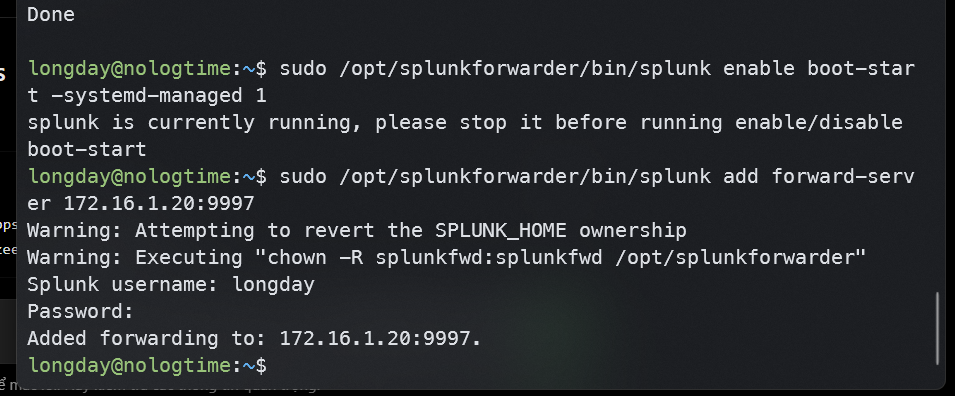 Done
longday@nologtime:~$ sudo /opt/splunkforwarder/bin/splunk enable boot-star
t -systemd-managed 1
splunk is currently running, please stop it before running enable/disable
boot-start
longday@nologtime:~$ sudo /opt/splunkforwarder/bin/splunk add forward-serv
er 172.16.1.20:9997
Warning: Attempting to revert the SPLUNK_HOME ownership
Warning: Executing "chown -R splunkfwd:splunkfwd /opt/splunkforwarder"
Splunk username: longday
Password:
Added forwarding to: 172.16.1.20:9997.
longday@nologtime:~$